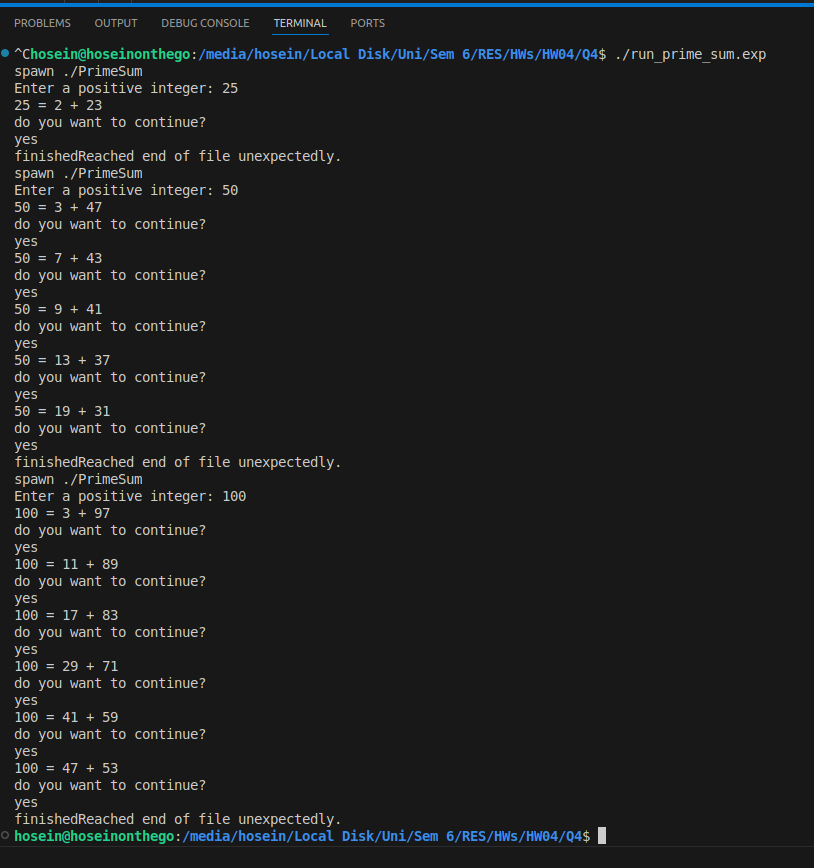 PROBLEMS OUTPUT DEBUG CONSOLE TERMINAL PORTS
^Chosein@hoseinonthego:/media/hosein/Local Disk/Uni/Sem 6/RES/HWs/HW04/Q4$ ./run_prime_sum.exp
spawn ./PrimeSum
Enter a positive integer: 25
25 = 2 + 23
do you want to continue?
yes
finishedReached end of file unexpectedly.
spawn ./PrimeSum
Enter a positive integer: 50
50 = 3 + 47
do you want to continue?
yes
50 = 7 + 43
do you want to continue?
yes
50 = 9 + 41
do you want to continue?
yes
50 = 13 + 37
do you want to continue?
yes
50 = 19 + 31
do you want to continue?
yes
finishedReached end of file unexpectedly.
spawn ./PrimeSum
Enter a positive integer: 100
100 = 3 + 97
do you want to continue?
yes
100 = 11 + 89
do you want to continue?
yes
100 = 17 + 83
do you want to continue?
yes
100 = 29 + 71
do you want to continue?
yes
100 = 41 + 59
do you want to continue?
yes
100 = 47 + 53
do you want to continue?
yes
finishedReached end of file unexpectedly.
hosein@hoseinonthego:/media/hosein/Local Disk/Uni/Sem 6/RES/HWs/HW04/Q4$